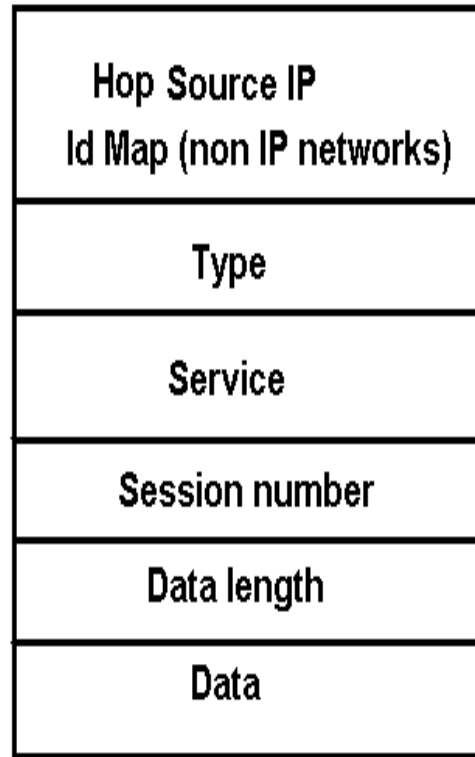 Hop Source IP
Id Map (non IP networks)
Type
Service
Session number
Data length
Data